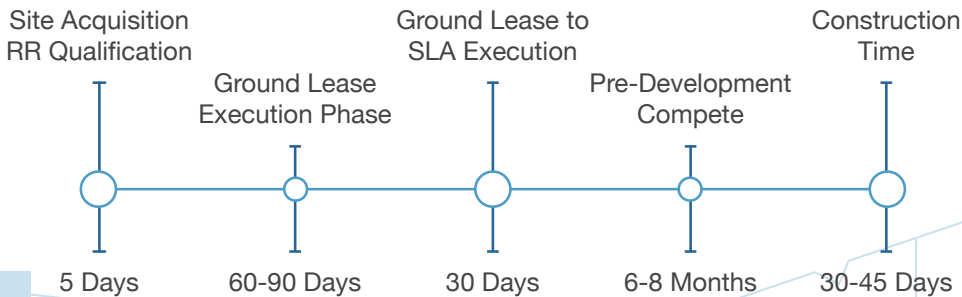 Site Acquisition
RR Qualification
Ground Lease
Execution Phase
Ground Lease to
SLA Execution
Pre-Development
Compete
Construction
Time
5 Days
60-90 Days
30 Days
6-8 Months
30-45 Days